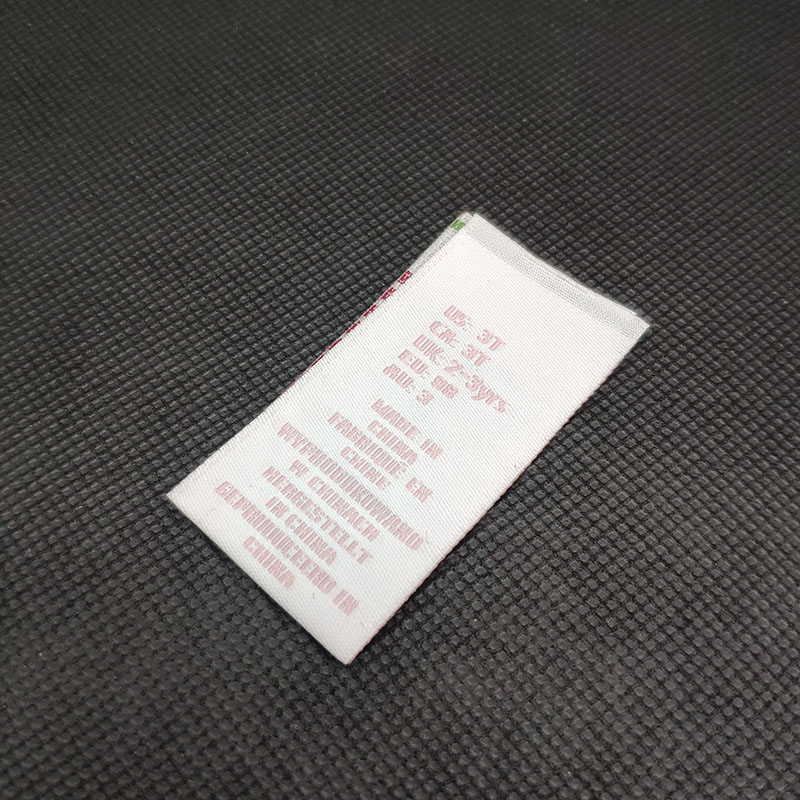 US: 3T
CA: 3T
UK: 2-3yrs
EU: 98
AU: 3
MADE IN
CHINA
FABRIQUÉ EN
CHINE
WYPRODUKOWANO
W CHINACH
HERGESTELLT
IN CHINA
GEPRODUCEERD IN
CHINA